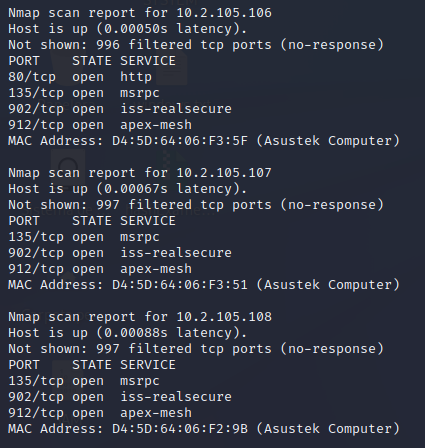 Nmap scan report for 10.2.105.106
Host is up (0.00050s latency).
Not shown: 996 filtered tcp ports (no-response)
PORT    STATE SERVICE
80/tcp  open  http
135/tcp open  msrpc
902/tcp open  iss-realsecure
912/tcp open  apex-mesh
MAC Address: D4:5D:64:06:F3:5F (Asustek Computer)

Nmap scan report for 10.2.105.107
Host is up (0.00067s latency).
Not shown: 997 filtered tcp ports (no-response)
PORT    STATE SERVICE
135/tcp open  msrpc
902/tcp open  iss-realsecure
912/tcp open  apex-mesh
MAC Address: D4:5D:64:06:F3:51 (Asustek Computer)

Nmap scan report for 10.2.105.108
Host is up (0.00088s latency).
Not shown: 997 filtered tcp ports (no-response)
PORT    STATE SERVICE
135/tcp open  msrpc
902/tcp open  iss-realsecure
912/tcp open  apex-mesh
MAC Address: D4:5D:64:06:F2:9B (Asustek Computer)